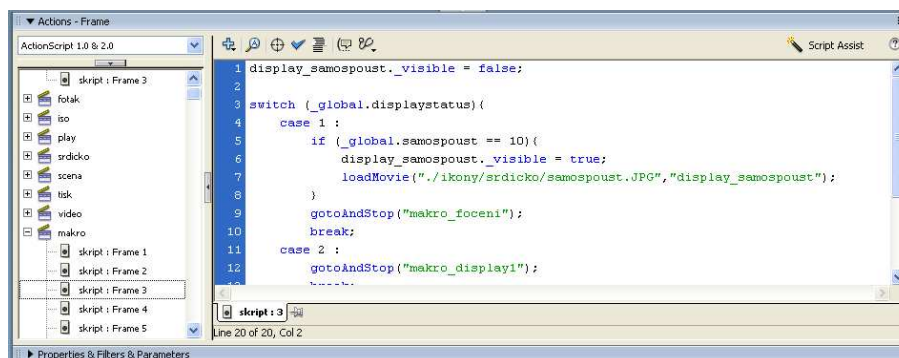 Actions - Frame
ActionScript 1.0 & 2.0
Script Assist
skript : Frame 3
fotak
iso
play
srdicko
scena
tisk
video
makro
skript : Frame 1
skript : Frame 2
skript : Frame 3
skript : Frame 4
skript : Frame 5
1 display_samospoust._visible = false;
2
3 switch (_global.displaystatus){
4 case 1 :
5 if (_global.samospoust == 10){
6 display_samospoust._visible = true;
7 loadMovie("./ikony/srdicko/samospoust.JPG","display_samospoust");
8 }
9 gotoAndStop("makro_foceni");
10 break;
11 case 2 :
12 gotoAndStop("makro_display1");
skript : 3
Line 20 of 20, Col 2
Properties & Filters & Parameters